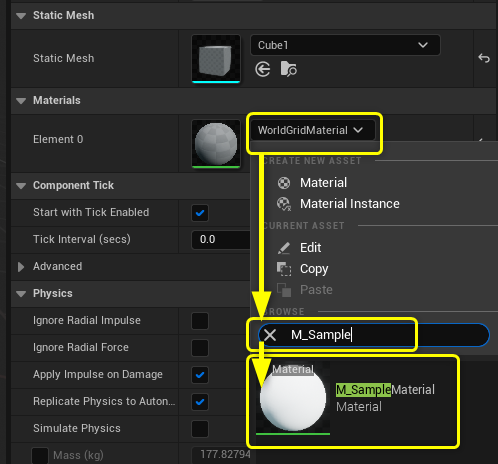 Static Mesh
Static Mesh
Cube1
Materials
Element 0
WorldGridMaterial
CREATE NEW ASSET
Material
Material Instance
CURRENT ASSET
Edit
Copy
Paste
BROWSE
M_Sample
Material
M_SampleMaterial
Material
Component Tick
Start with Tick Enabled
Tick Interval (secs)
0.0
Advanced
Physics
Ignore Radial Impulse
Ignore Radial Force
Apply Impulse on Damage
Replicate Physics to Auton...
Simulate Physics
Mass (kg)
177.82794